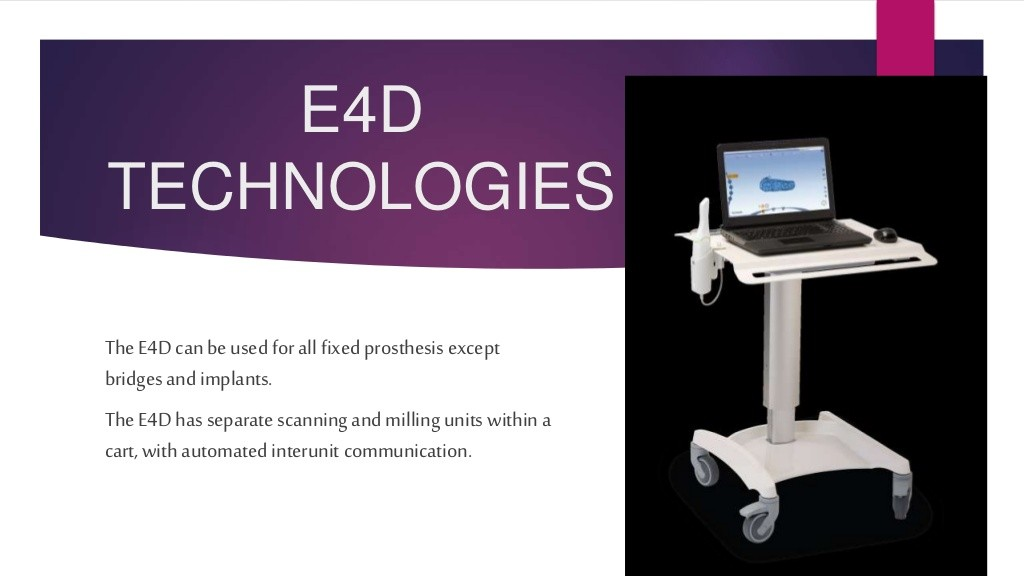 E4D
TECHNOLOGIES
The E4D can be used for all fixed prosthesis except
bridges and implants.
The E4D has separate scanning and milling units within a
cart, with automated interunit communication.